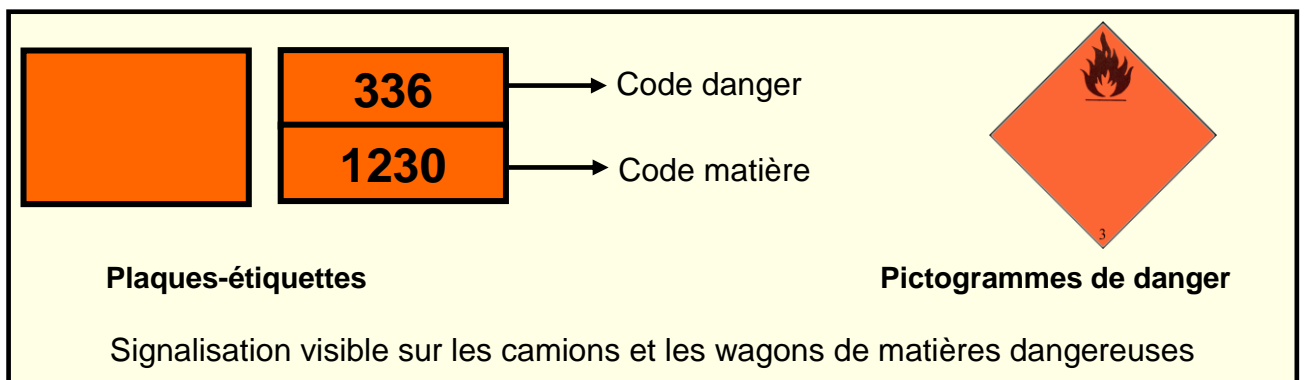 336
Code danger
1230
Code matière
3
Plaques-étiquettes
Pictogrammes de danger
Signalisation visible sur les camions et les wagons de matières dangereuses